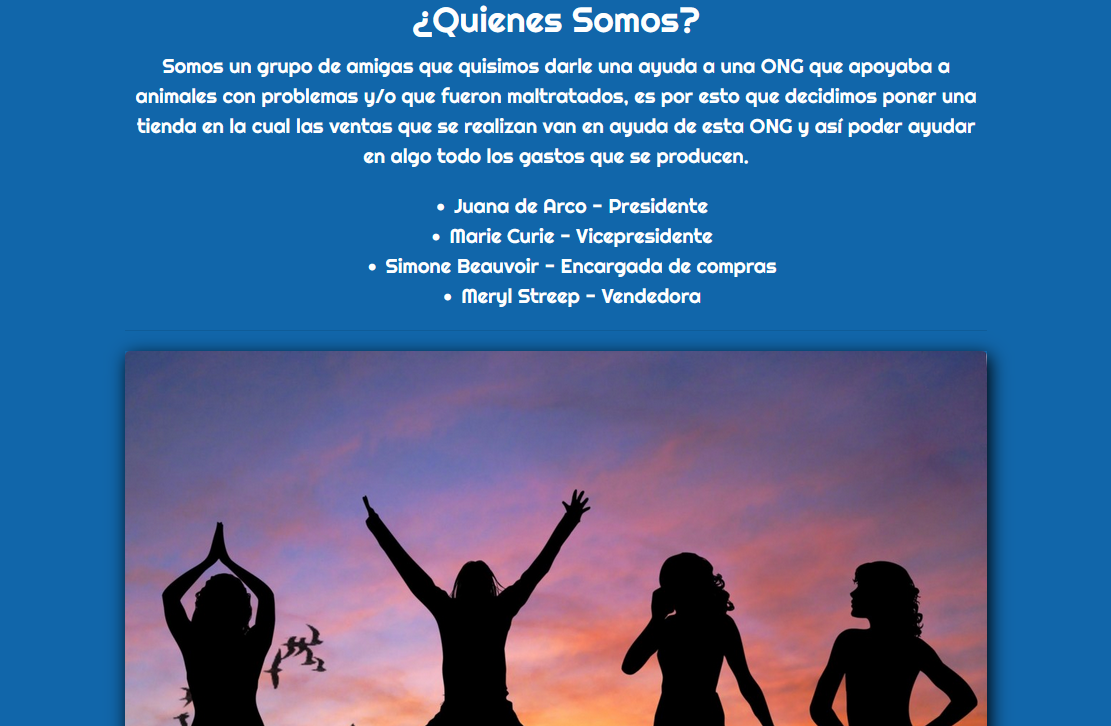 ¿Quienes Somos?
Somos un grupo de amigas que quisimos darle una ayuda a una ONG que apoyaba a
animales con problemas y/o que fueron maltratados, es por esto que decidimos poner una
tienda en la cual las ventas que se realizan van en ayuda de esta ONG y así poder ayudar
en algo todo los gastos que se producen.
• Juana de Arco - Presidente
• Marie Curie - Vicepresidente
• Simone Beauvoir - Encargada de compras
• Meryl Streep - Vendedora